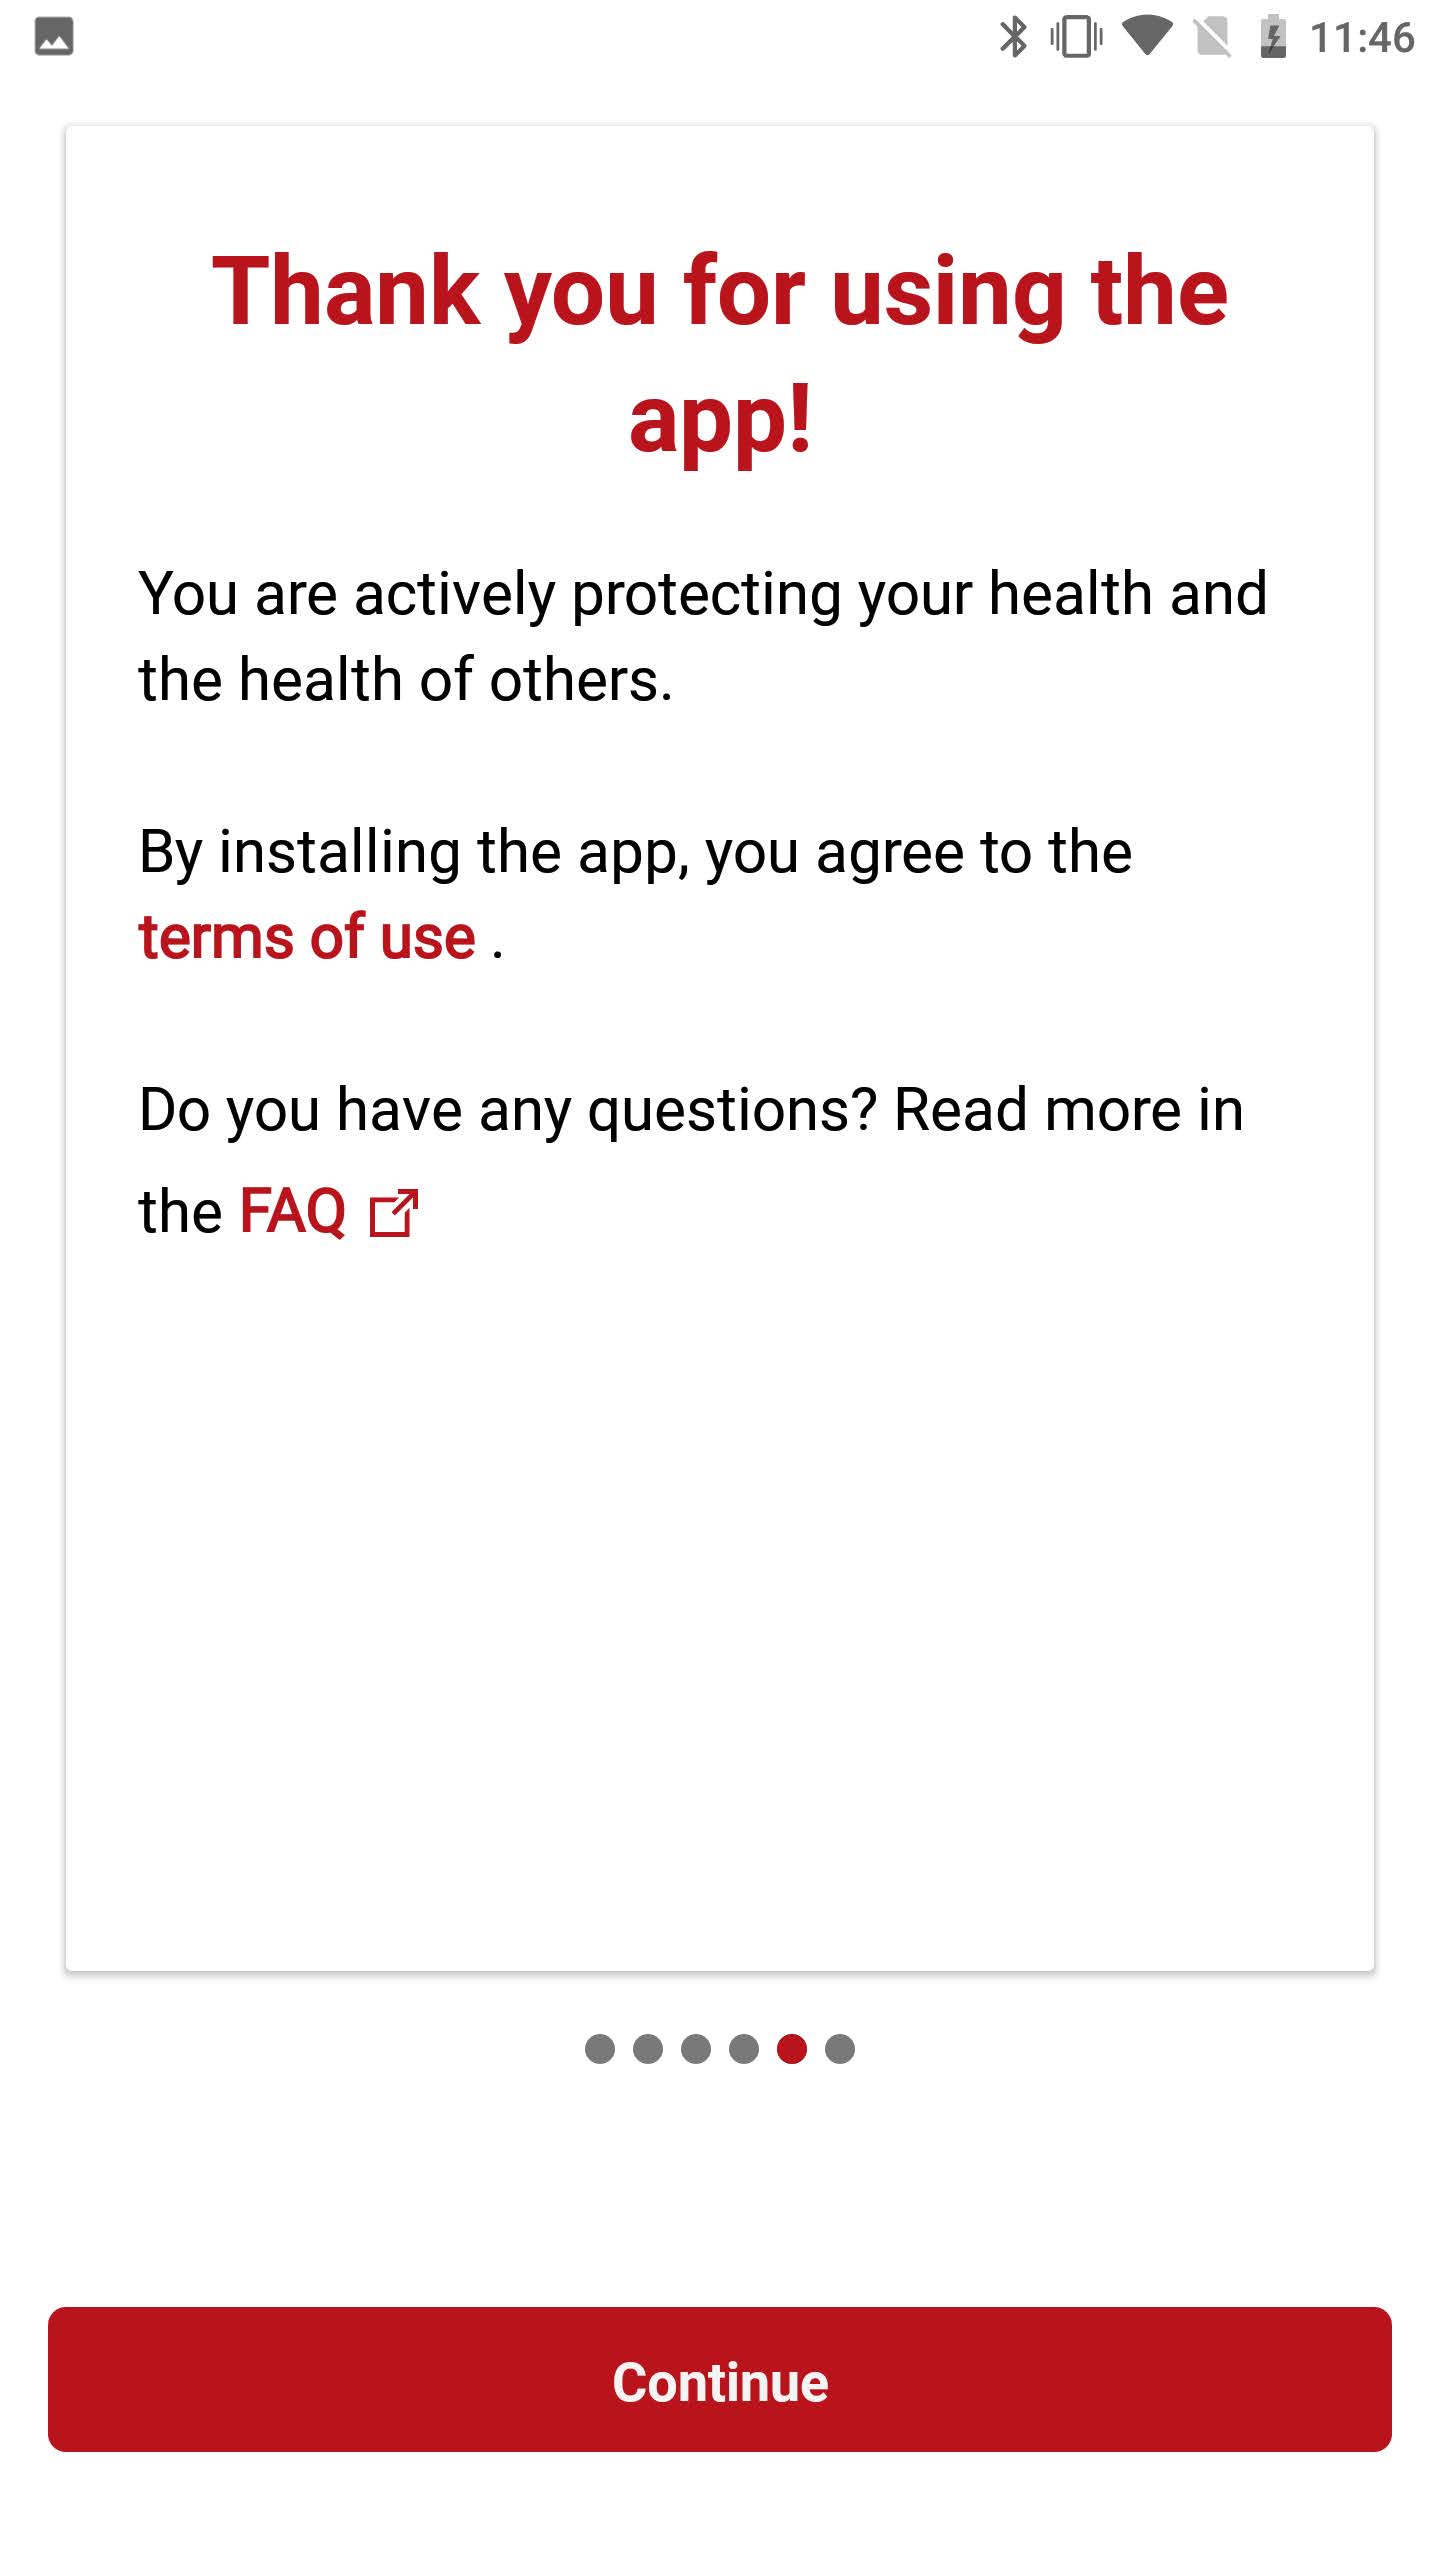 11:46
Thank you for using the
app!
You are actively protecting your health and
the health of others.
By installing the app, you agree to the
terms of use .
Do you have any questions? Read more in
the FAQ
Continue